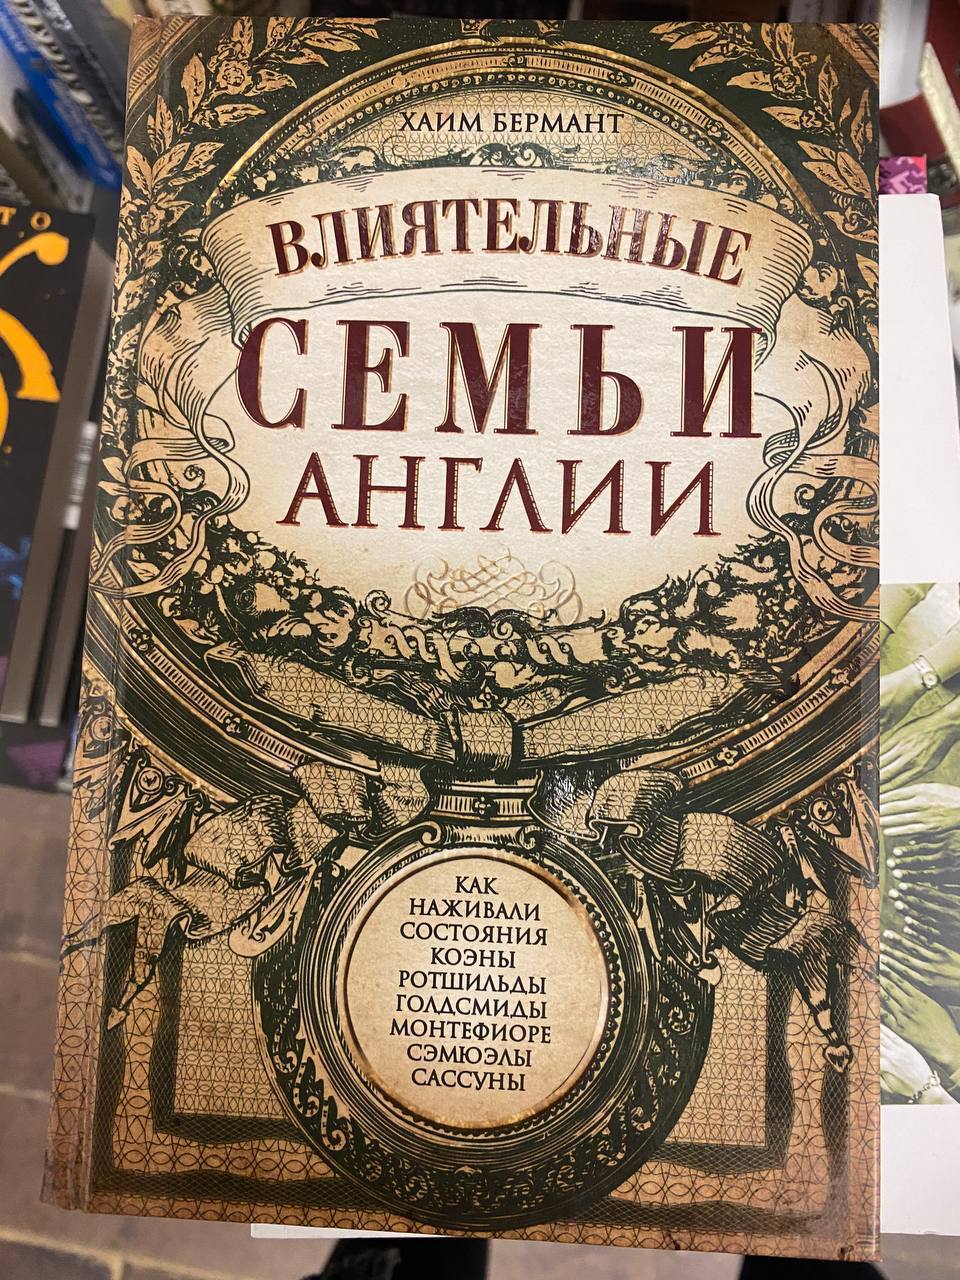 ХАИМ БЕРМАНТ
ВЛИЯТЕЛЬНЫЕ
СЕМЬИ
АНГЛИИ
КАК
НАЖИВАЛИ
СОСТОЯНИЯ
КОЭНЫ
РОТШИЛЬДЫ
ГОЛДСМИДЫ
МОНТЕФИОРЕ
СЭМЮЭЛЫ
САССУНЫ